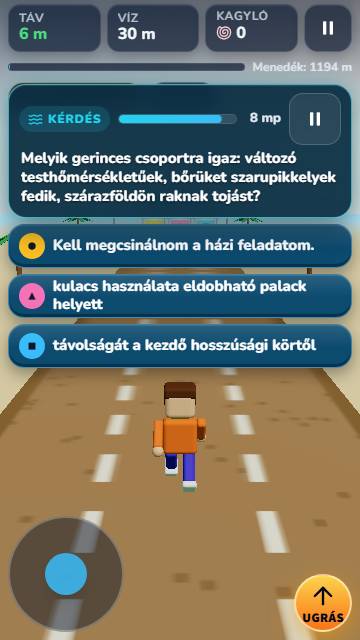 TÁV
6 m
VÍZ
30 m
KAGYLÓ
0
Menedék: 1194 m
KÉRDÉS
8 mp
Melyik gerinces csoportra igaz: változó
testhőmérsékletűek, bőrüket szarupikkelyek
fedik, szárazföldön raknak tojást?
Kell megcsinálnom a házi feladatom.
kulacs használata eldobható palack
helyett
távolságát a kezdő hosszúsági körtől
UGRÁS